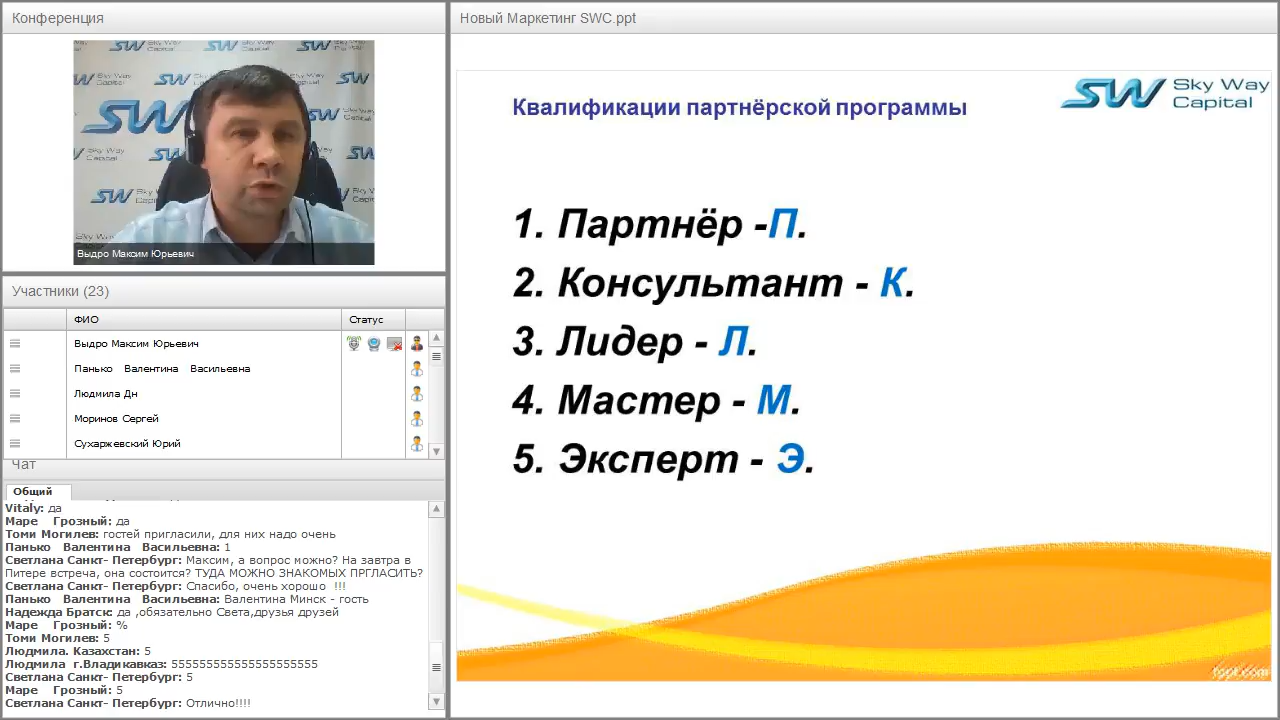 Конференция
Новый Маркетинг SWC.ppt
SW
Выдро Максим Юрьевич
Участники (23)
ФИО
Статус
Выдро Максим Юрьевич
Панько Валентина Васильевна
Людмила Дн
Моринов Сергей
Сухаржевский Юрий
Чат
Общий
Vitaly: да
Маре Грозный: да
Томи Могилев: гостей пригласили, для них надо очень
Панько Валентина Васильевна: 1
Светлана Санкт- Петербург: Максим, а вопрос можно? На завтра в
Питере встреча, она состоится? ТУДА МОЖНО ЗНАКОМЫХ ПРГЛАСИТЬ?
Светлана Санкт- Петербург: Спасибо, очень хорошо !!!
Панько Валентина Васильевна: Валентина Минск - гость
Надежда Братск: да ,обязательно Света,друзья друзей
Маре Грозный: %
Томи Могилев: 5
Людмила. Казахстан: 5
Людмила г.Владикавказ: 555555555555555555555
Светлана Санкт- Петербург: 5
Маре Грозный: 5
Светлана Санкт- Петербург: Отлично!!!!
Квалификации партнёрской программы
SW Sky Way
Capital
1. Партнёр -П.
2. Консультант - К.
3. Лидер - Л.
4. Мастер - М.
5. Эксперт - Э.
fppt.com